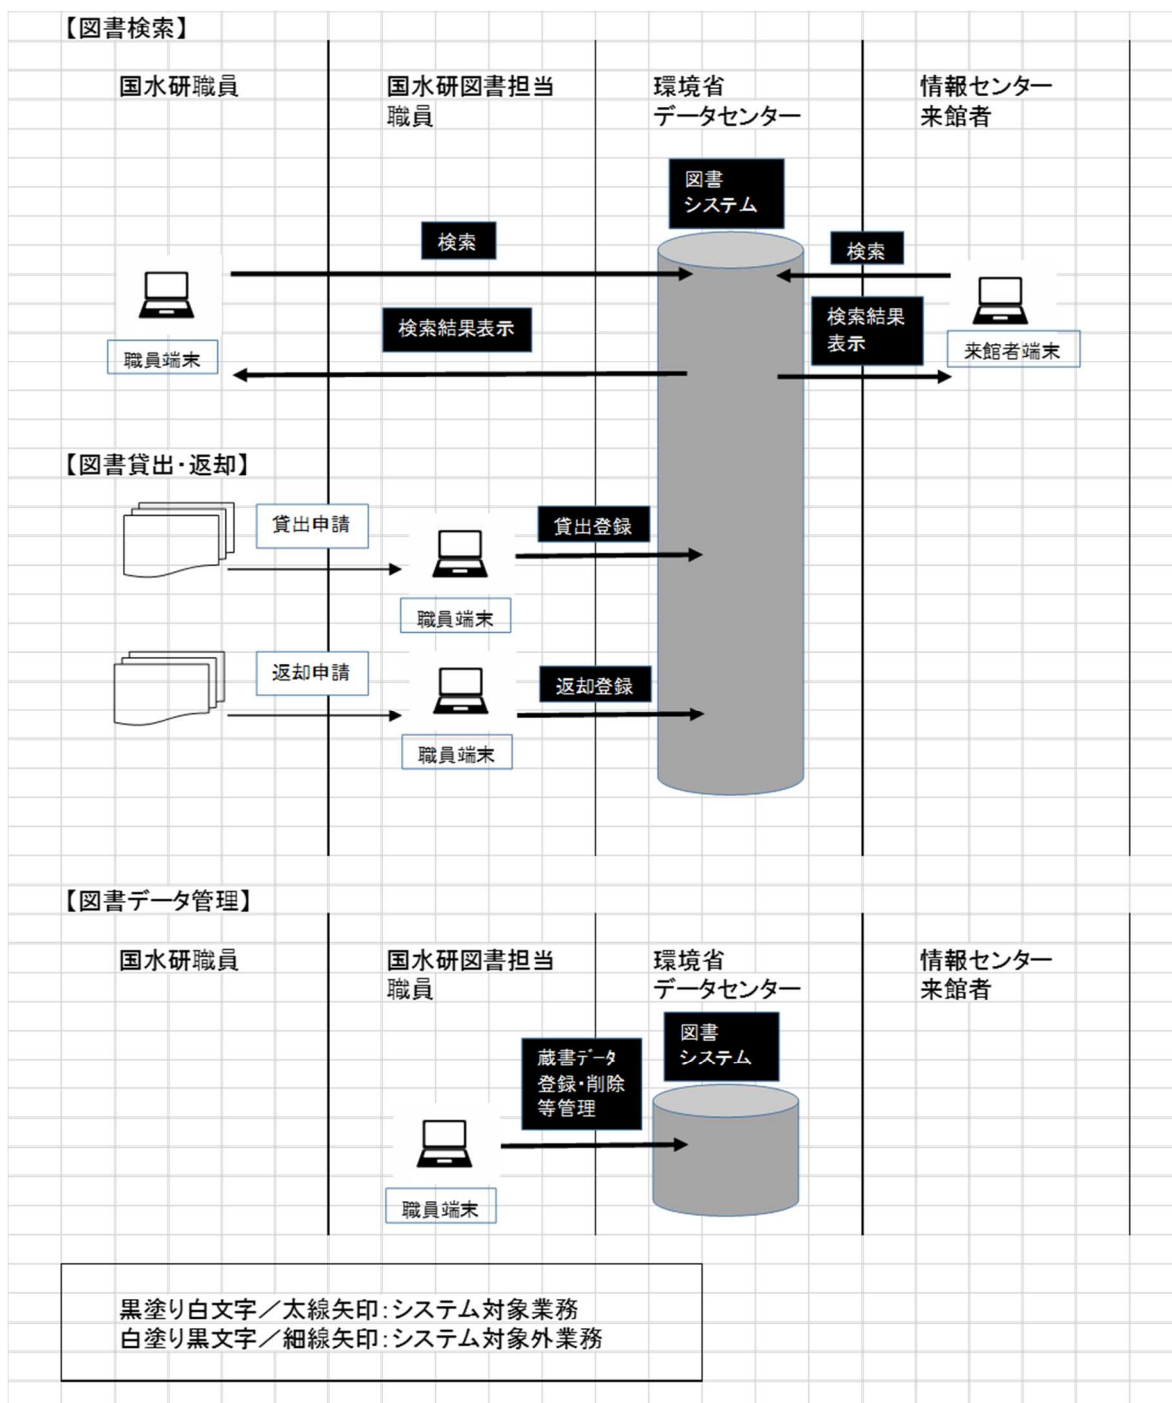 【図書検索】
国水研職員
国水研図書担当
職員
環境省
データセンター
情報センター
来館者
図書
システム
検索
検索
検索結果表示
検索結果
表示
職員端末
来館者端末
【図書貸出・返却】
貸出申請
貸出登録
職員端末
返却申請
返却登録
職員端末
【図書データ管理】
国水研職員
国水研図書担当
職員
環境省
データセンター
情報センター
来館者
図書
システム
蔵書ﾃﾞｰﾀ
登録・削除
等管理
職員端末
黒塗り白文字／太線矢印：システム対象業務
白塗り黒文字／細線矢印：システム対象外業務